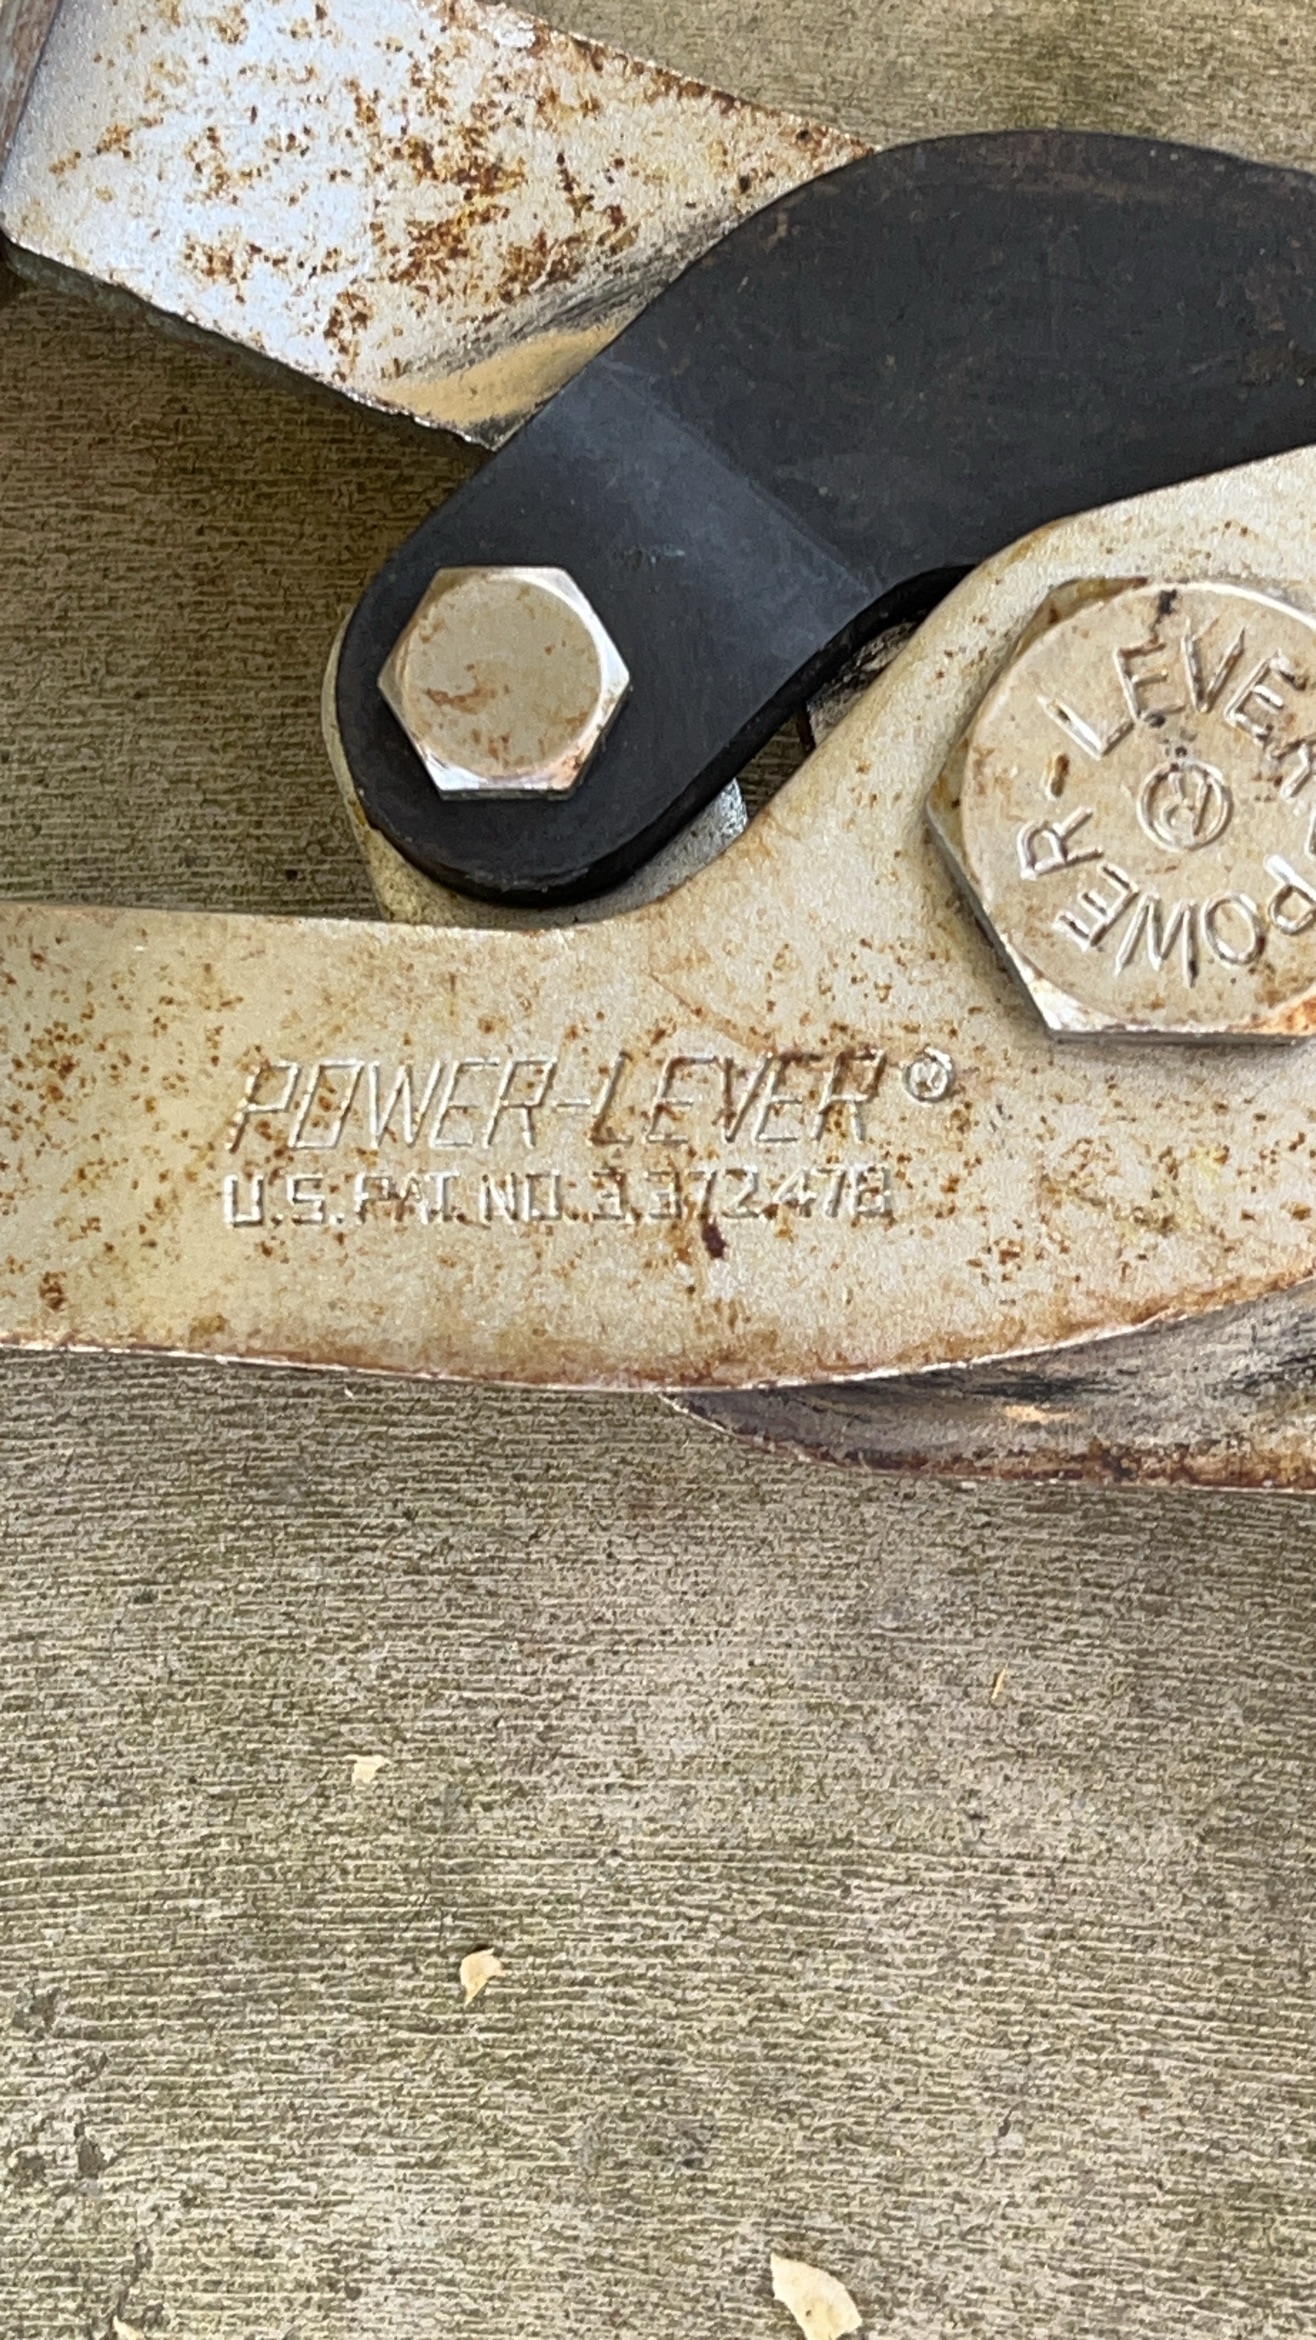 POWER-LEVER ®
POWER-LEVER®
U.S. PAT. NO. 3,372,478